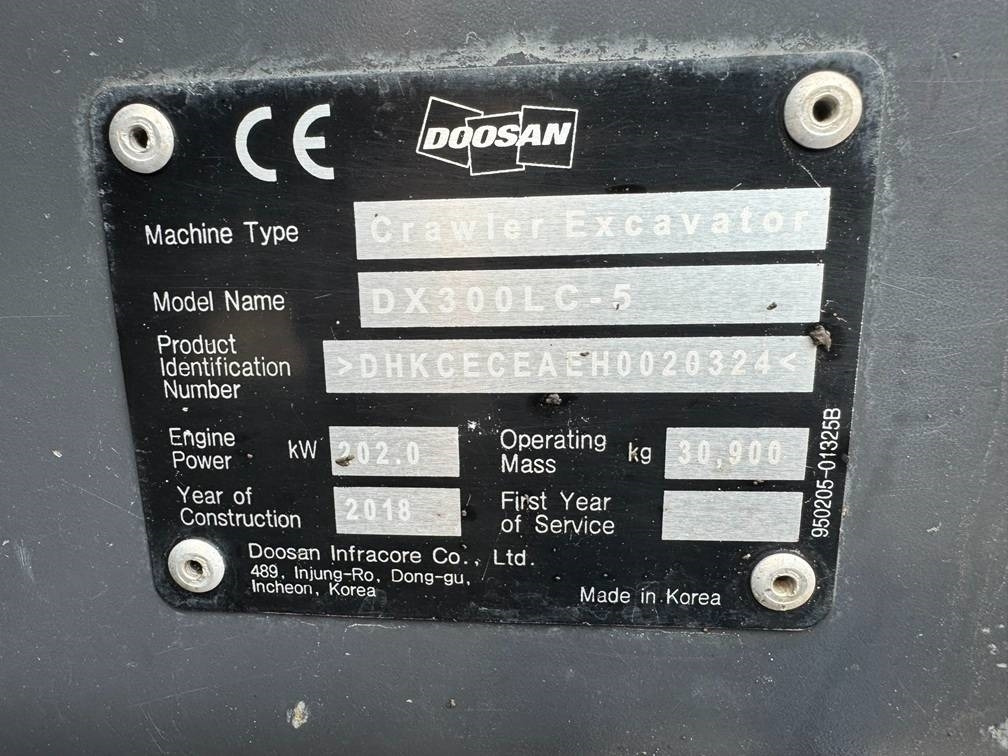 CE
DOOSAN
Machine Type Crawler Excavator
Model Name DX300LC-5
Product
Identification
Number
>DHKCECEAEH0020324<
Engine
Power
kW 202.0
Operating
Mass
kg 30,900
Year of
Construction
2018
First Year
of Service
Doosan Infracore Co., Ltd.
489, Injung-Ro, Dong-gu,
Incheon, Korea
Made in Korea
950205-01325B